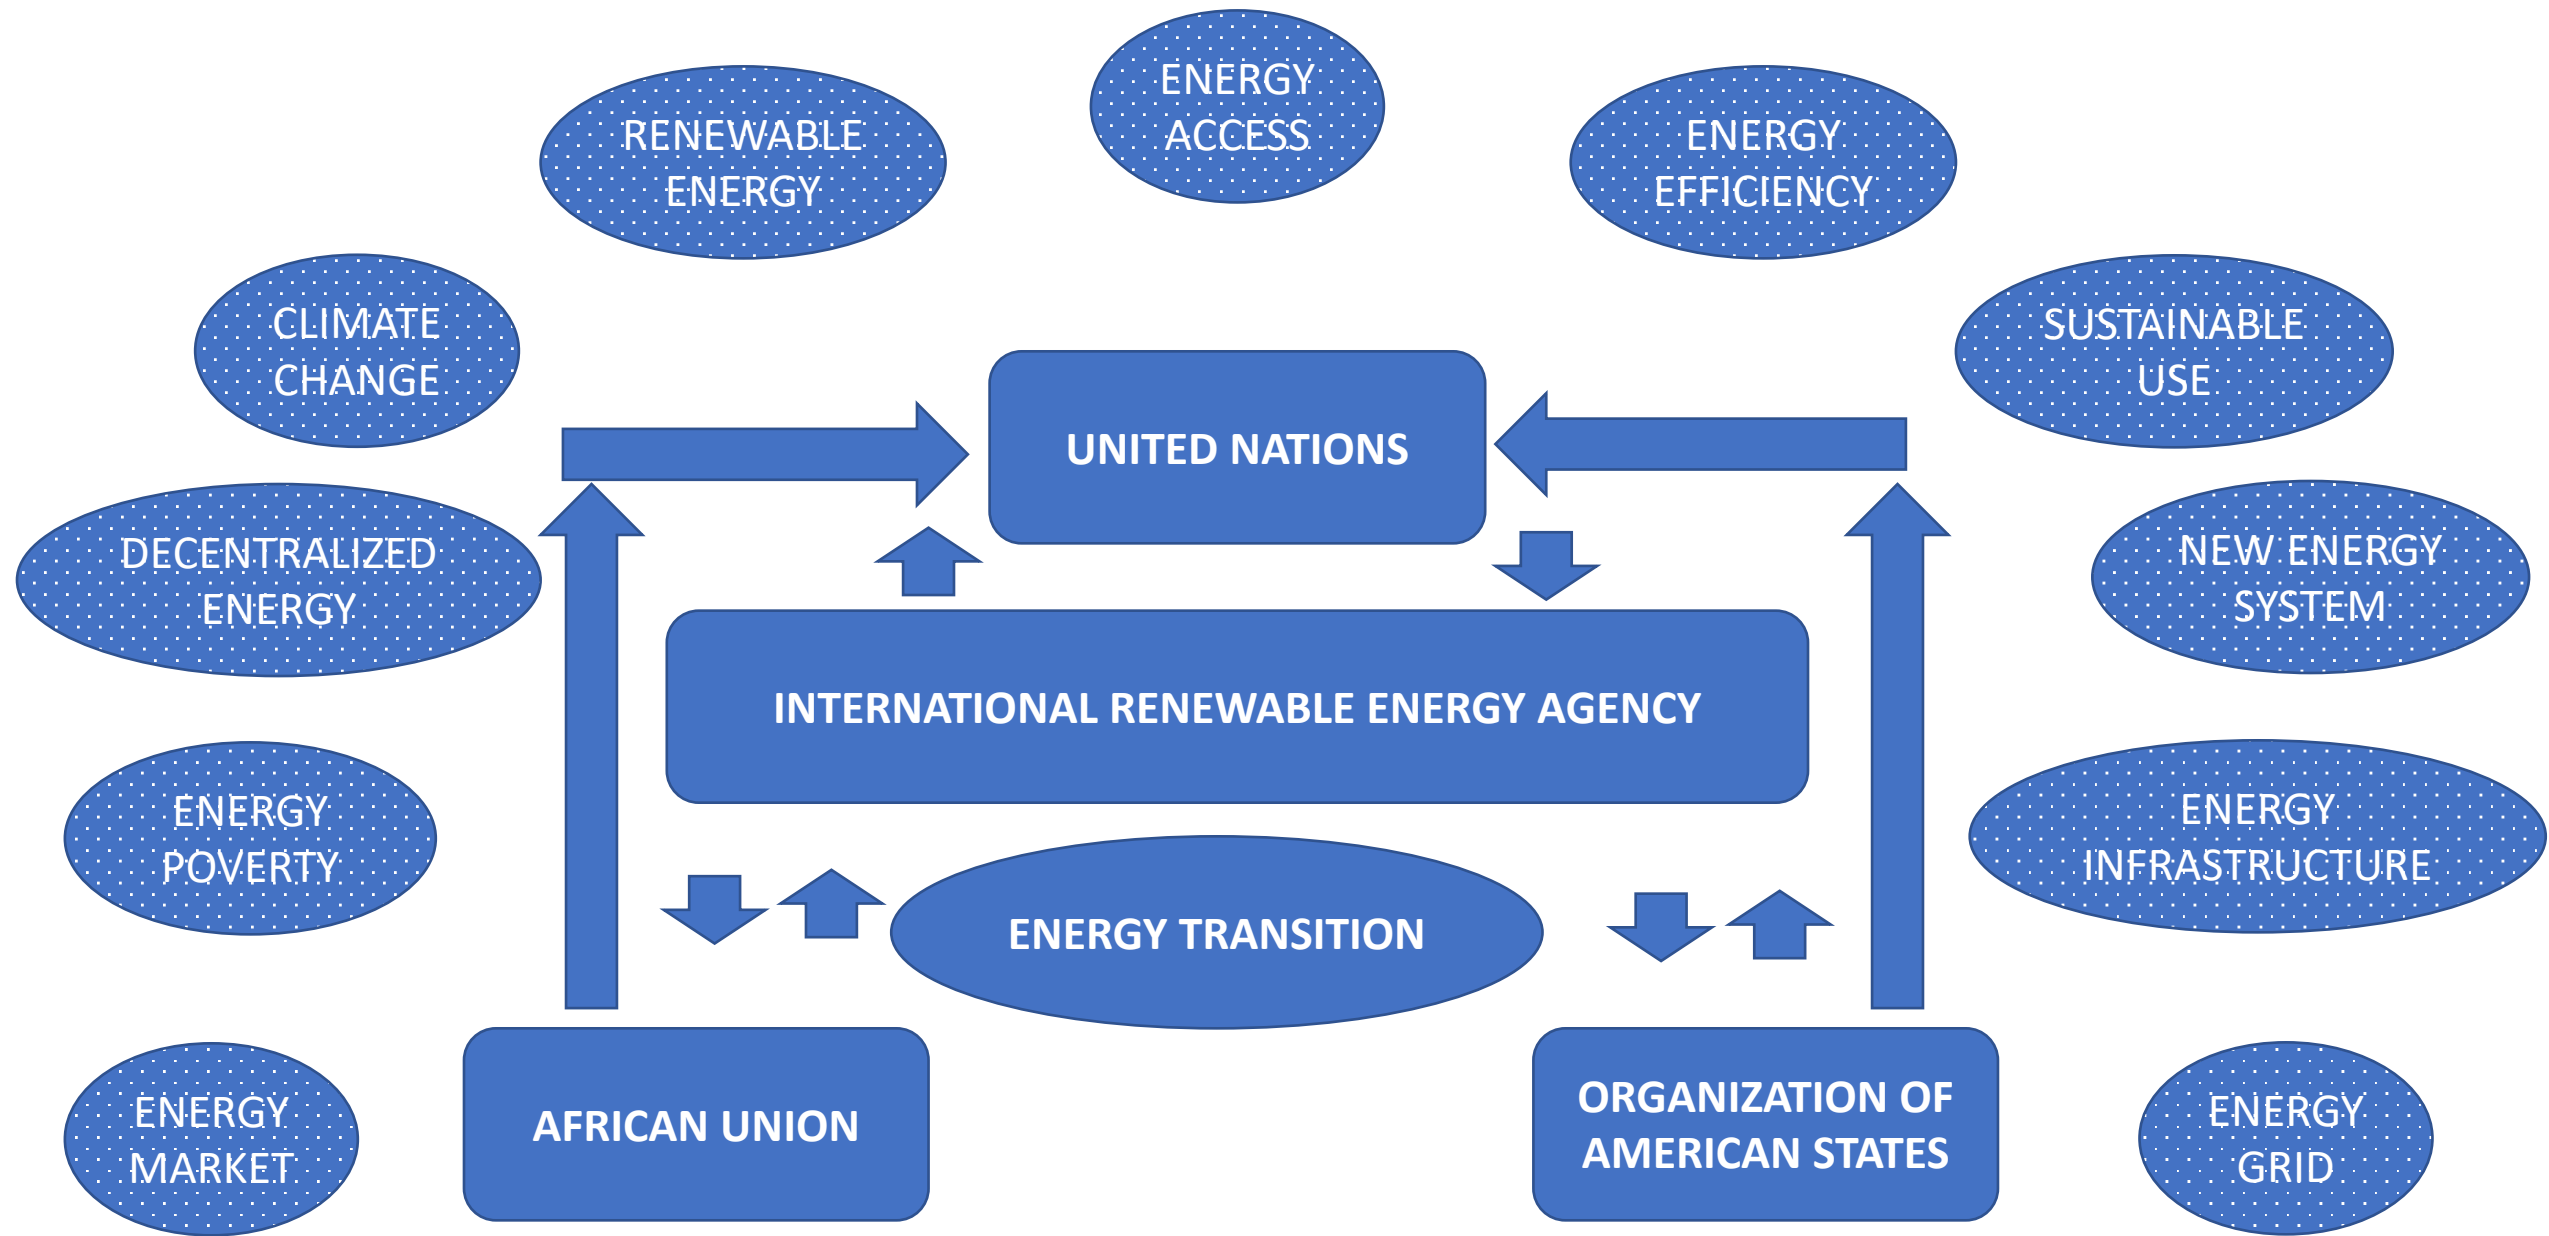 ENERGY
ACCESS
RENEWABLE
ENERGY
ENERGY
EFFICIENCY
CLIMATE
CHANGE
SUSTAINABLE
USE
UNITED NATIONS
DECENTRALIZED
ENERGY
NEW ENERGY
SYSTEM
INTERNATIONAL RENEWABLE ENERGY AGENCY
ENERGY
POVERTY
ENERGY
INFRASTRUCTURE
ENERGY TRANSITION
ENERGY
MARKET
AFRICAN UNION
ORGANIZATION OF
AMERICAN STATES
ENERGY
GRID